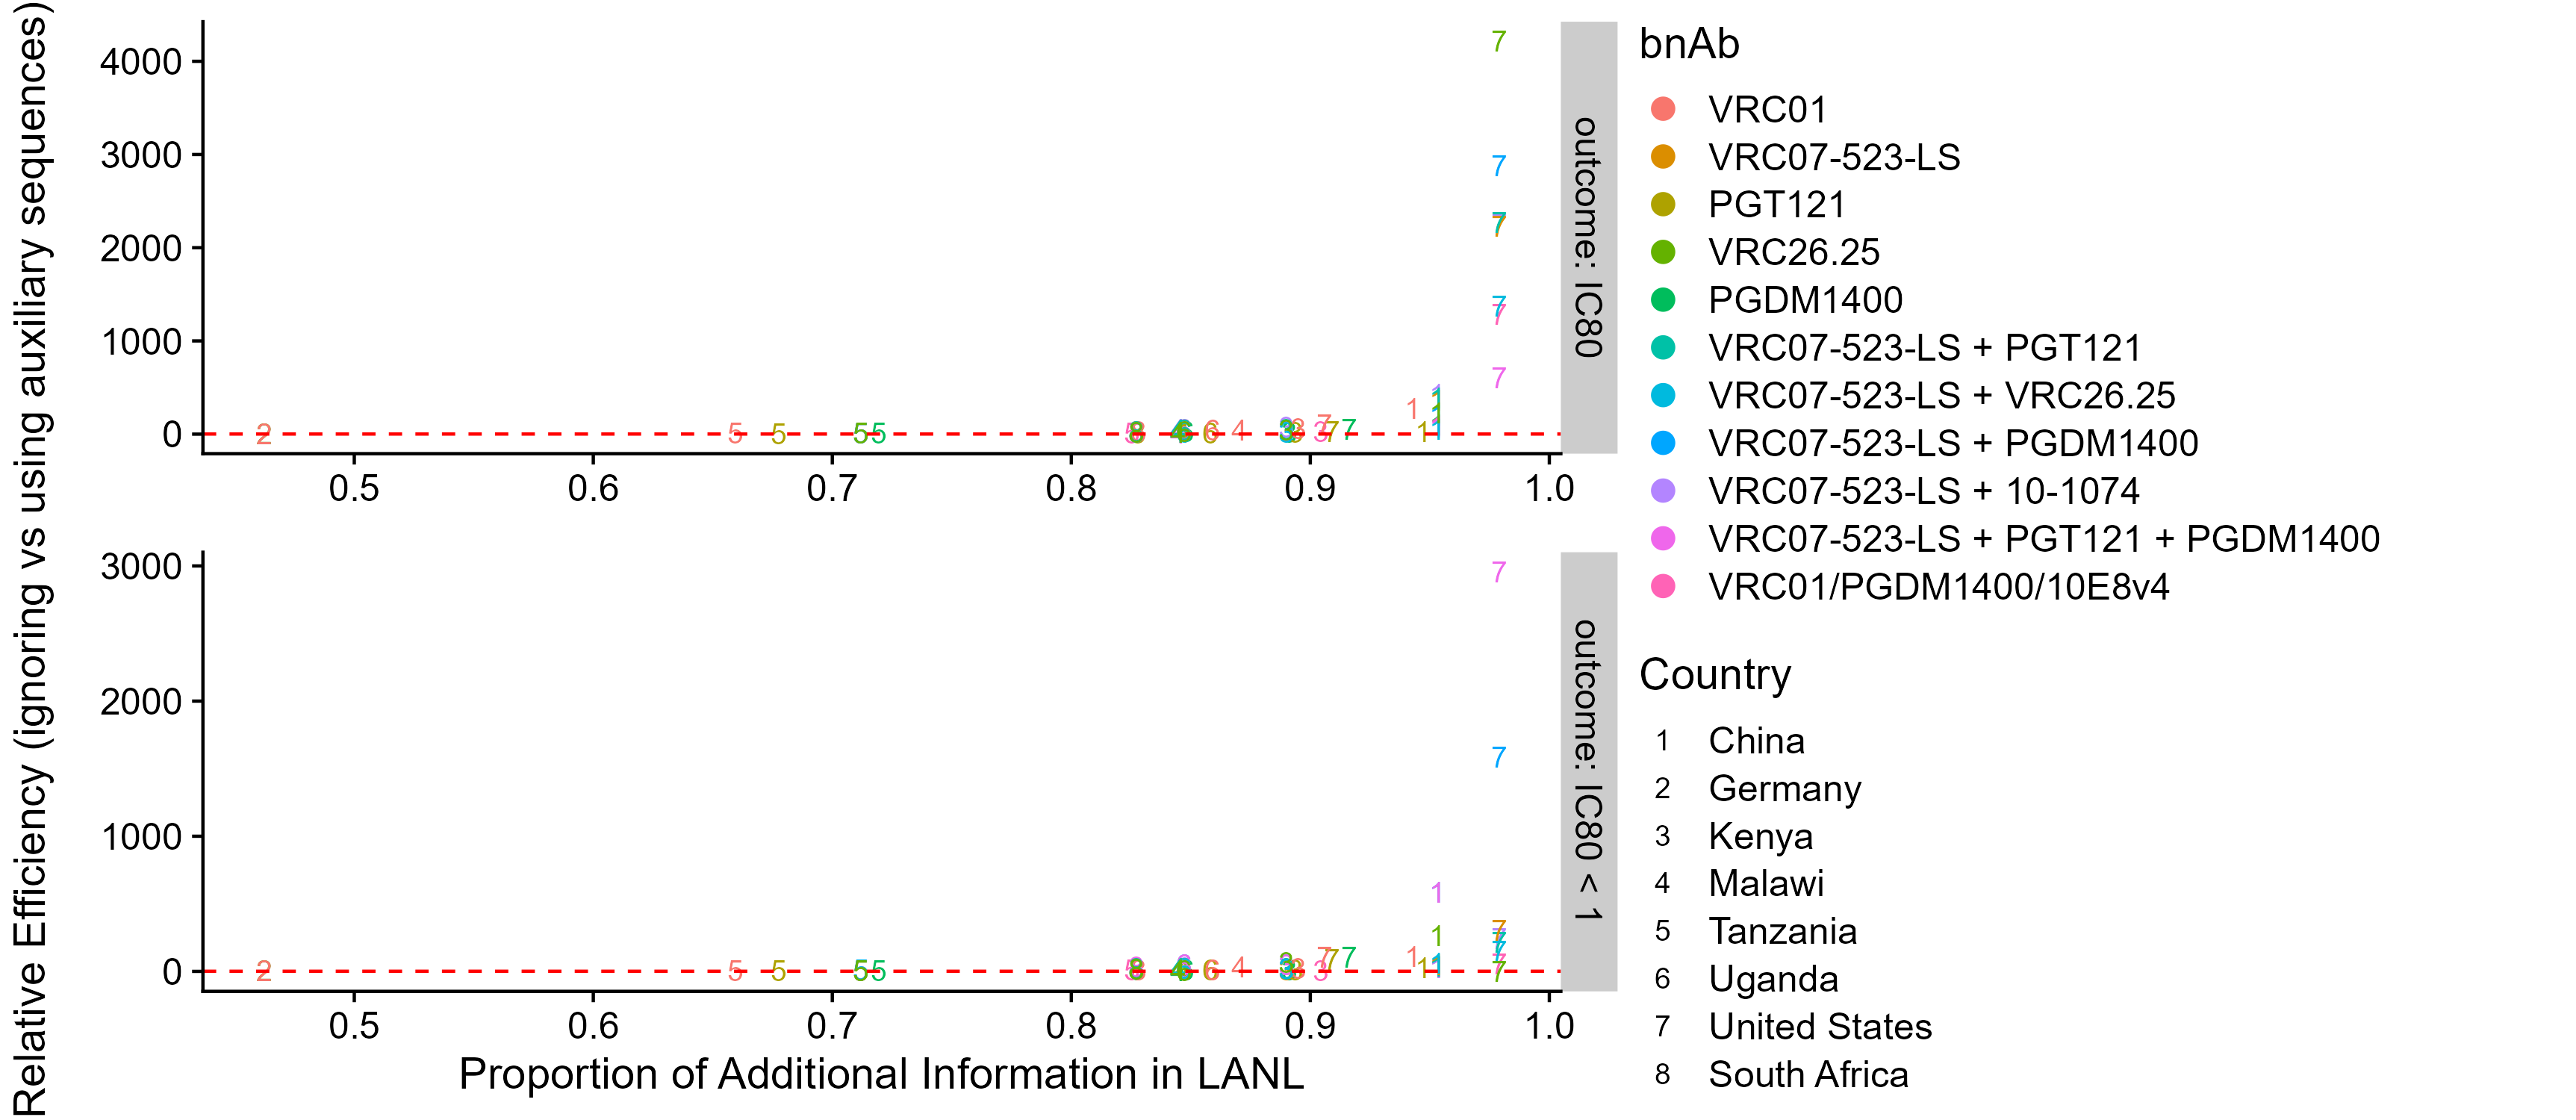 Relative Efficiency (ignoring vs using auxiliary sequences)
4000
3000
2000
1000
0
0.5 0.6 0.7 0.8 0.9 1.0
outcome: IC80
3000
2000
1000
0
0.5 0.6 0.7 0.8 0.9 1.0
outcome: IC80 < 1
Proportion of Additional Information in LANL
bnAb
VRC01
VRC07-523-LS
PGT121
VRC26.25
PGDM1400
VRC07-523-LS + PGT121
VRC07-523-LS + VRC26.25
VRC07-523-LS + PGDM1400
VRC07-523-LS + 10-1074
VRC07-523-LS + PGT121 + PGDM1400
VRC01/PGDM1400/10E8v4
Country
1 China
2 Germany
3 Kenya
4 Malawi
5 Tanzania
6 Uganda
7 United States
8 South Africa